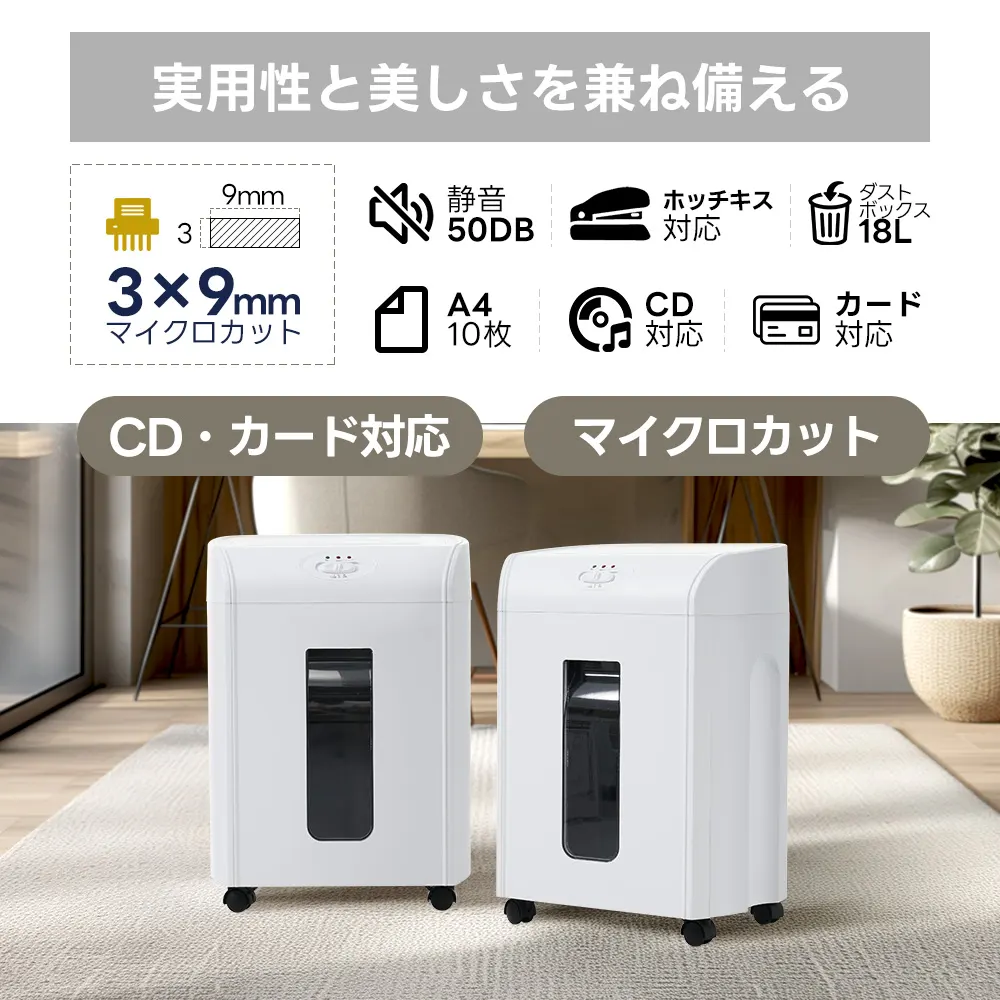 実用性と美しさを兼ね備える
9mm
3
3×9mm
マイクロカット
静音
50DB
ホッチキス
対応
ダスト
ボックス
18L
A4
10枚
CD
対応
カード
対応
CD・カード対応
マイクロカット